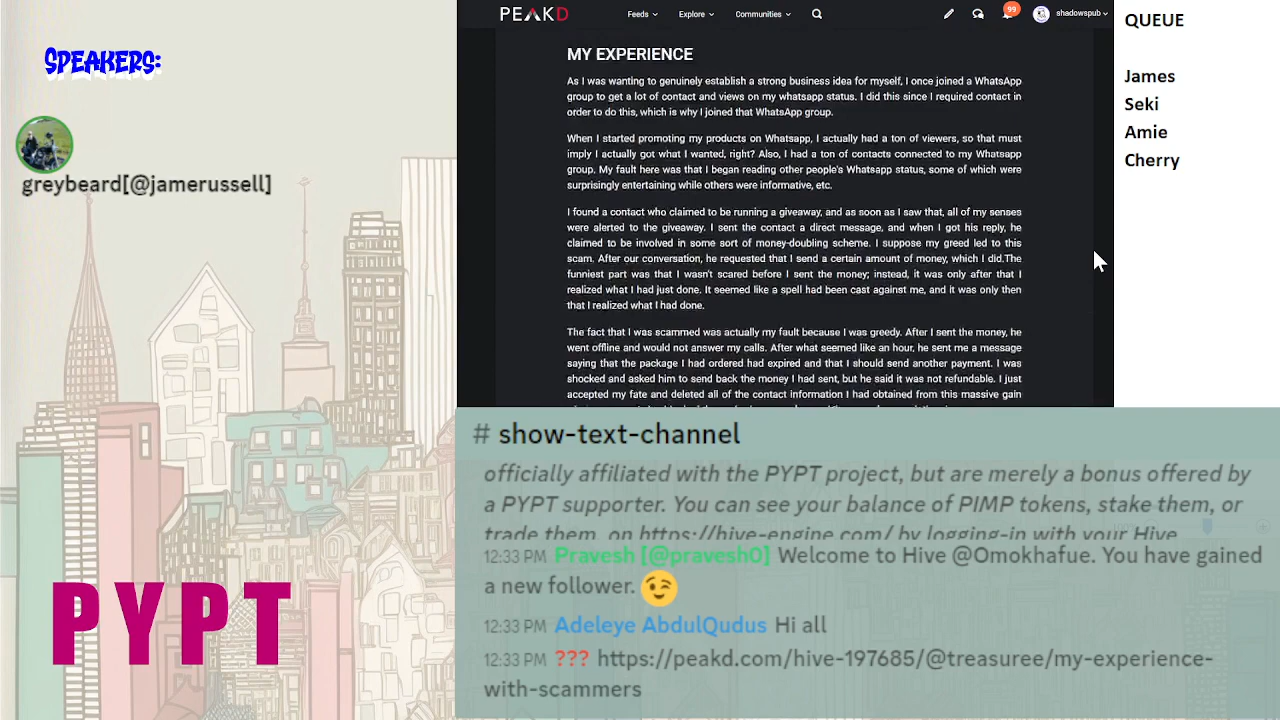 SPEAKERS:
greybeard[@jamerussell]
PYPT
PEAKD
Feeds
Explore
Communities
99
shadowspub
MY EXPERIENCE
As I was wanting to genuinely establish a strong business idea for myself, I once joined a WhatsApp
group to get a lot of contact and views on my whatsapp status. I did this since I required contact in
order to do this, which is why I joined that WhatsApp group.
When I started promoting my products on Whatsapp, I actually had a ton of viewers, so that must
imply I actually got what I wanted, right? Also, I had a ton of contacts connected to my Whatsapp
group. My fault here was that I began reading other people's Whatsapp status, some of which were
surprisingly entertaining while others were informative, etc.
I found a contact who claimed to be running a giveaway, and as soon as I saw that, all of my senses
were alerted to the giveaway. I sent the contact a direct message, and when I got his reply, he
claimed to be involved in some sort of money-doubling scheme. I suppose my greed led to this
scam. After our conversation, he requested that I send a certain amount of money, which I did.The
funniest part was that I wasn't scared before I sent the money; instead, it was only after that I
realized what I had just done. It seemed like a spell had been cast against me, and it was only then
that I realized what I had done.
The fact that I was scammed was actually my fault because I was greedy. After I sent the money, he
went offline and would not answer my calls. After what seemed like an hour, he sent me a message
saying that the package I had ordered had expired and that I should send another payment. I was
shocked and asked him to send back the money I had sent, but he said it was not refundable. I just
accepted my fate and deleted all of the contact information I had obtained from this massive gain
QUEUE
James
Seki
Amie
Cherry
# show-text-channel
officially affiliated with the PYPT project, but are merely a bonus offered by
a PYPT supporter. You can see your balance of PIMP tokens, stake them, or
trade them, on https://hive-engine.com/ by logging-in with your Hive
12:33 PM Pravesh [@pravesh0] Welcome to Hive @Omokhafue. You have gained
a new follower. 😉
12:33 PM Adeleye AbdulQudus Hi all
12:33 PM ??? https://peakd.com/hive-197685/@treasuree/my-experience-
with-scammers